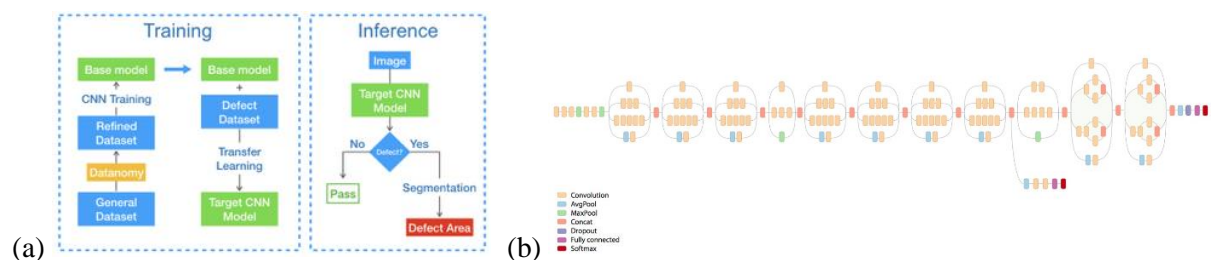 Training
Base model
Base model
CNN Training
+
Refined
Dataset
Defect
Dataset
Datanomy
Transfer
Learning
General
Dataset
Target CNN
Model
Inference
Image
Target CNN
Model
Defect?
No
Yes
Pass
Segmentation
Defect Area
(a)
Convolution
AvgPool
MaxPool
Concat
Dropout
Fully connected
Softmax
(b)